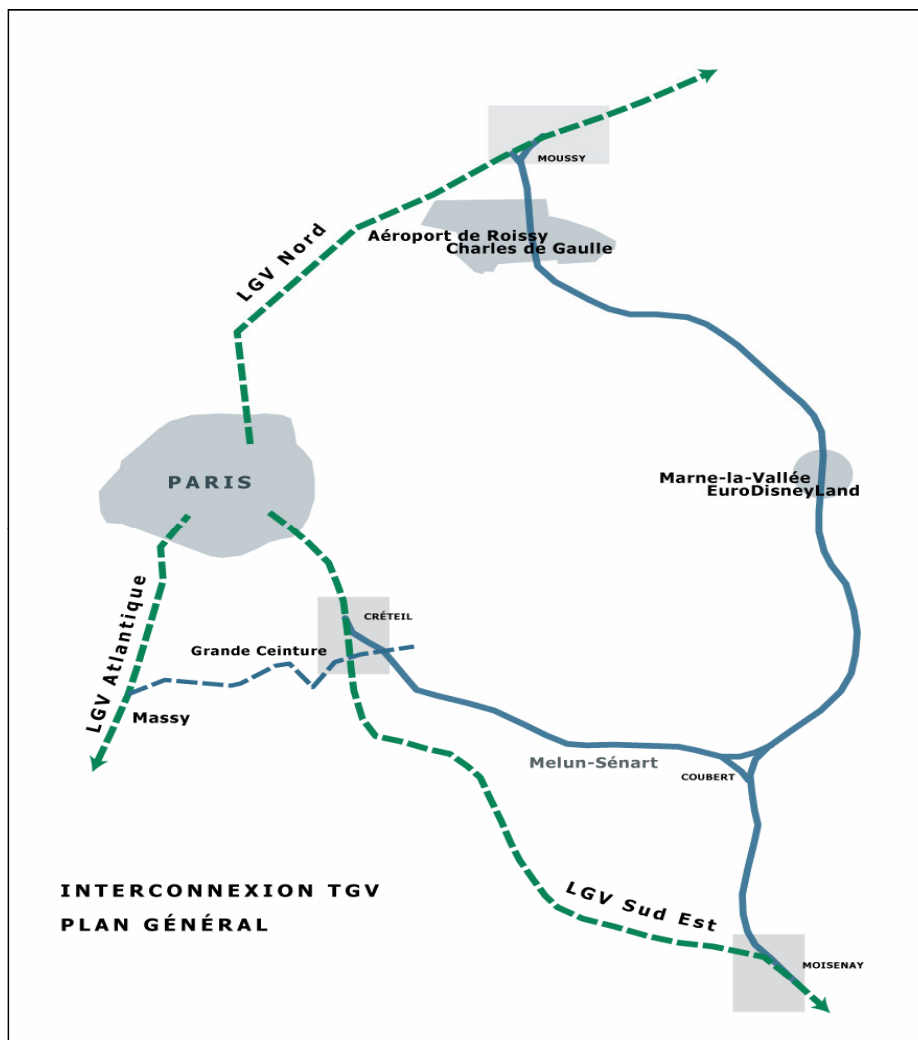 MOUSSY
Aéroport de Roissy
Charles de Gaulle
LGV Nord
PARIS
Marne-la-Vallée
EuroDisneyLand
LGV Atlantique
CRÉTEIL
Grande Ceinture
Massy
Melun-Sénart
COUBERT
INTERCONNEXION TGV
PLAN GÉNÉRAL
LGV Sud Est
MOISENAY